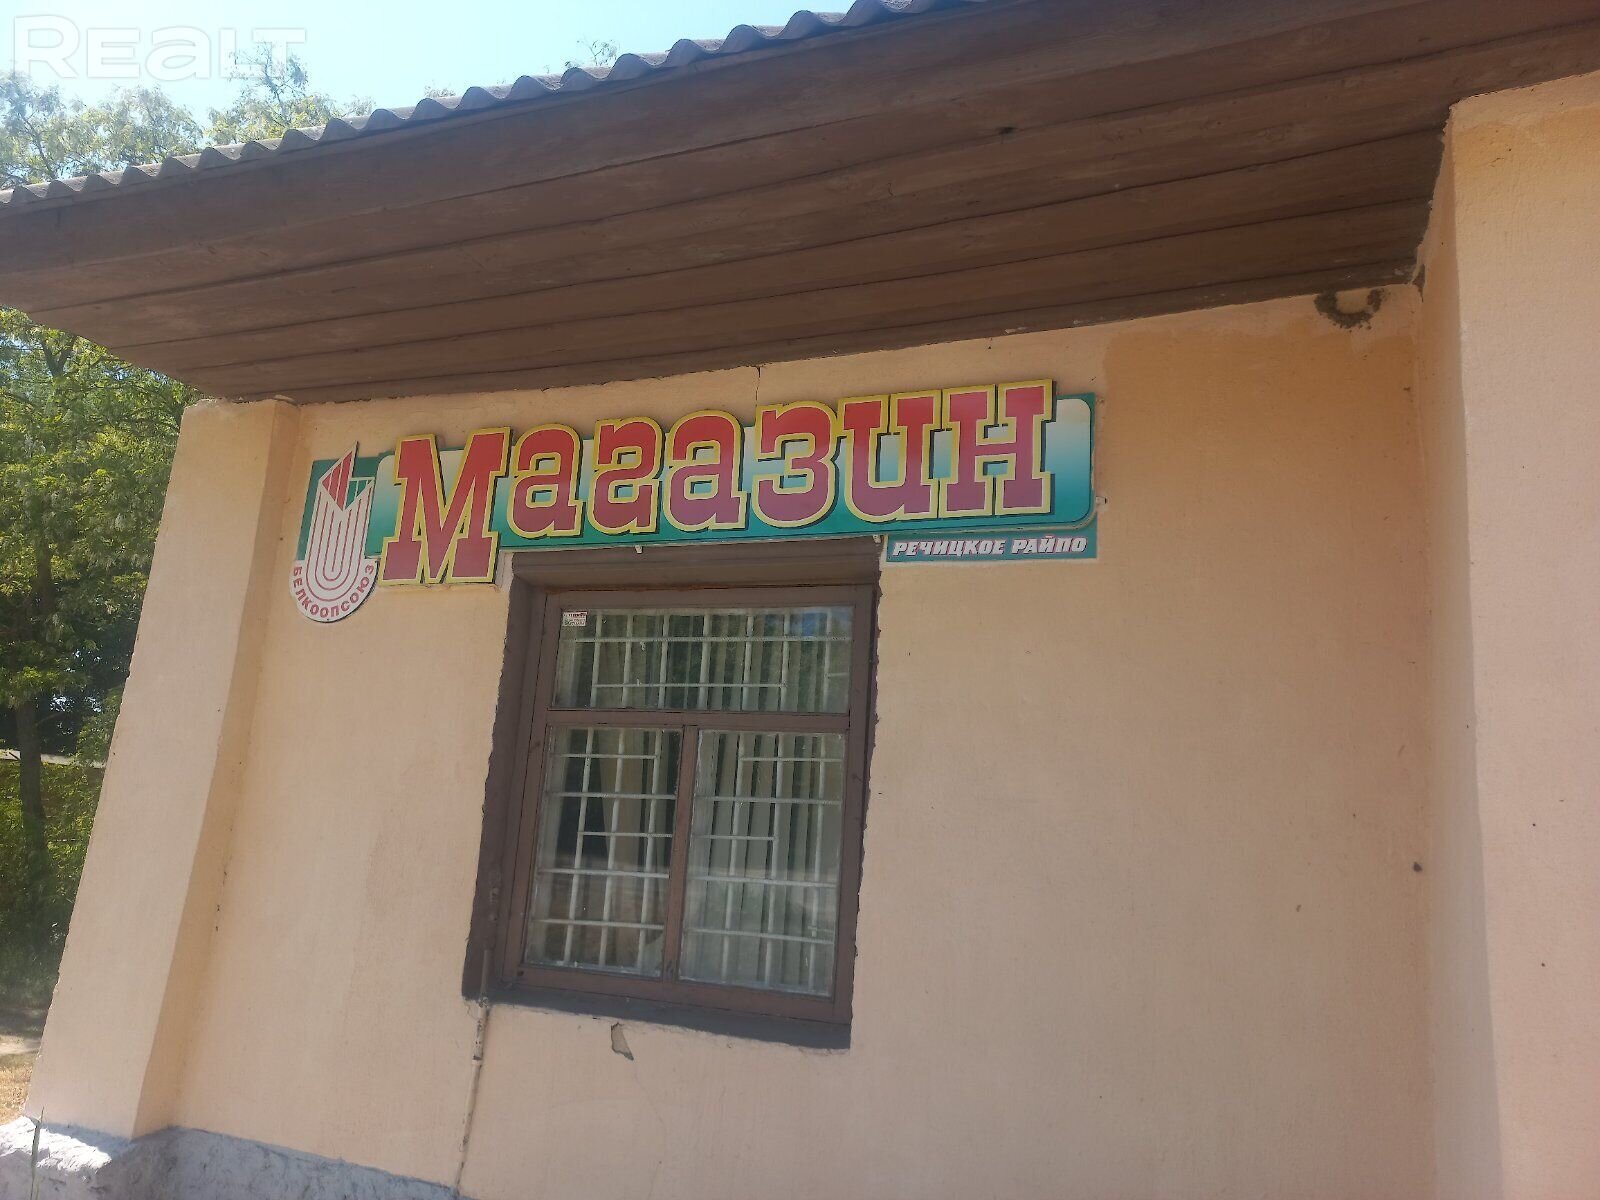 Realt
Магазин
БЕЛКООПСОЮЗ
РЕЧИЦКОЕ РАЙПО